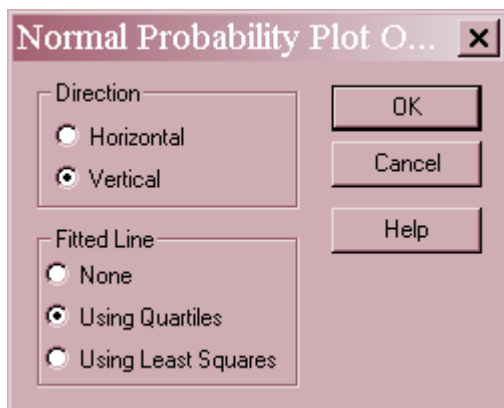 Normal Probability Plot O...
Direction
Horizontal
Vertical
Fitted Line
None
Using Quartiles
Using Least Squares
OK
Cancel
Help